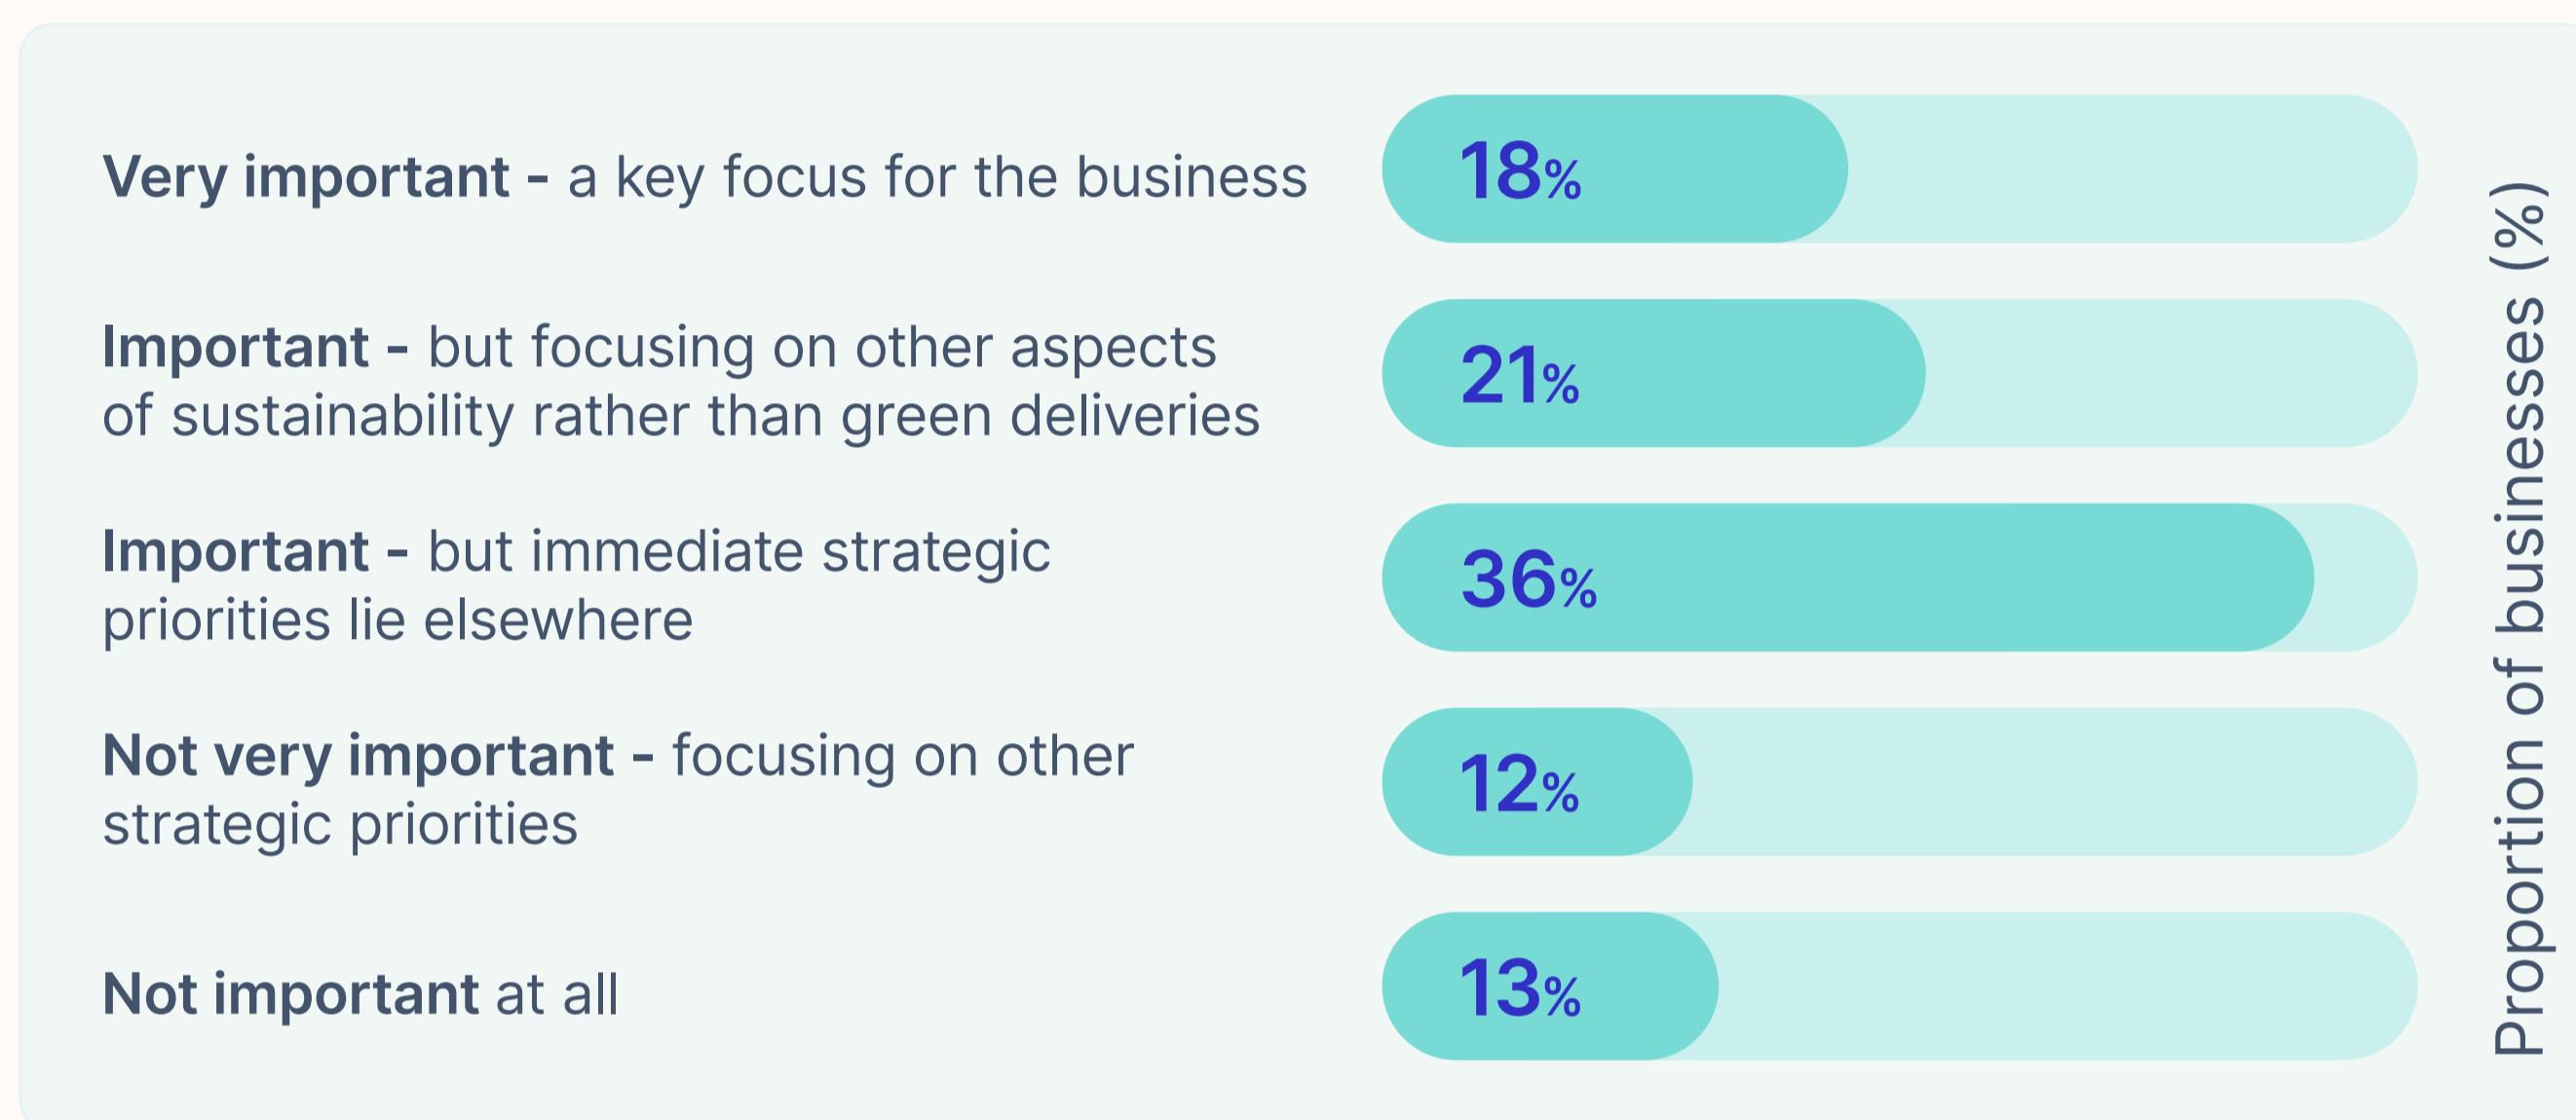 Very important - a key focus for the business
18%
Important - but focusing on other aspects
of sustainability rather than green deliveries
21%
Important - but immediate strategic
priorities lie elsewhere
36%
Not very important - focusing on other
strategic priorities
12%
Not important at all
13%
Proportion of businesses (%)